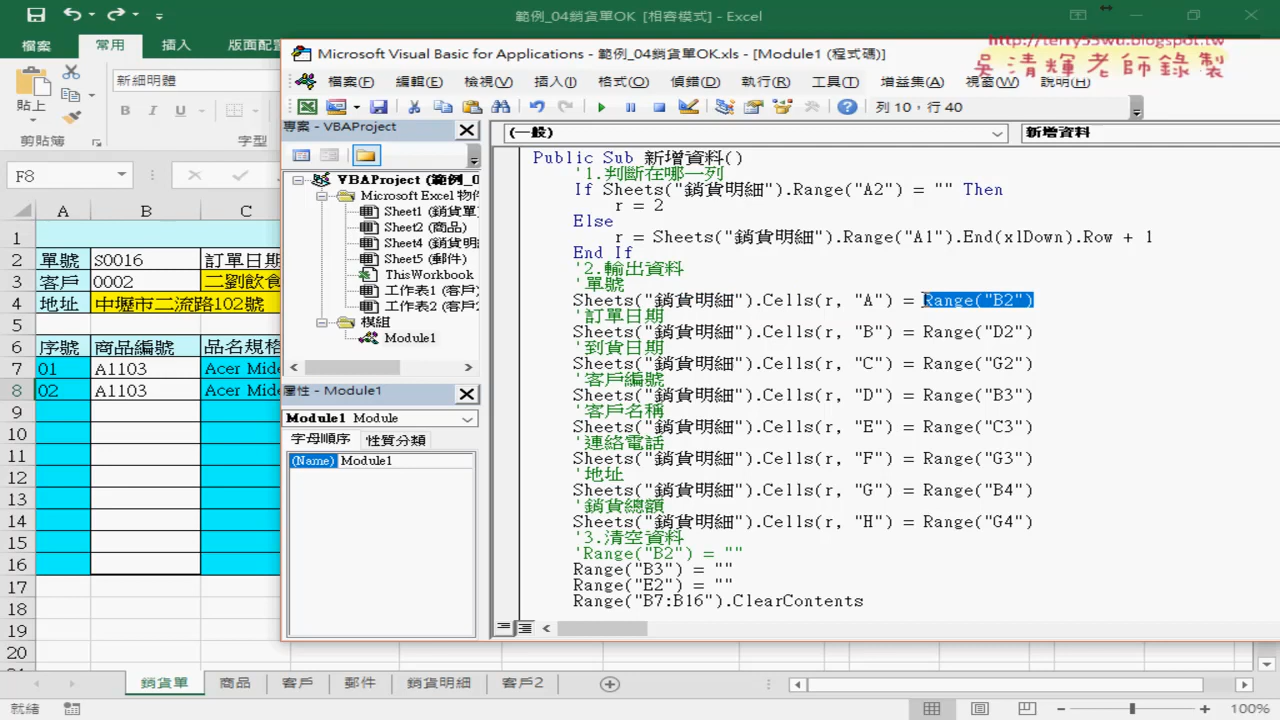 範例_04銷貨單OK [相容模式] - Excel
檔案 常用 插入 版面配
Microsoft Visual Basic for Applications - 範例_04銷貨單OK.xls - [Module1 (程式碼)]
http://terry55wu.blogspot.tw
吳清輝老師錄製
檔案(F) 編輯(E) 檢視(V) 插入(I) 格式(O) 偵錯(D) 執行(R) 工具(T) 增益集(A) 視窗(W) 說明(H)
貼上
新細明體
B I U
剪貼簿 字型
列 10，行 40
專案 - VBAProject
(一般)
新增資料
F8
VBAProject (範例_0
Microsoft Excel 物件
Sheet1 (銷貨單
Sheet2 (商品)
Sheet4 (銷貨明
Sheet5 (郵件)
ThisWorkbook
工作表1 (客戶
工作表2 (客戶
模組
Module1
屬性 - Module1
Module1 Module
字母順序 性質分類
(Name) Module1
Public Sub 新增資料()
'1.判斷在哪一列
If Sheets("銷貨明細").Range("A2") = "" Then
r = 2
Else
r = Sheets("銷貨明細").Range("A1").End(xlDown).Row + 1
End If
'2.輸出資料
'單號
Sheets("銷貨明細").Cells(r, "A") = Range("B2")
'訂單日期
Sheets("銷貨明細").Cells(r, "B") = Range("D2")
'到貨日期
Sheets("銷貨明細").Cells(r, "C") = Range("G2")
'客戶編號
Sheets("銷貨明細").Cells(r, "D") = Range("B3")
'客戶名稱
Sheets("銷貨明細").Cells(r, "E") = Range("C3")
'連絡電話
Sheets("銷貨明細").Cells(r, "F") = Range("G3")
'地址
Sheets("銷貨明細").Cells(r, "G") = Range("B4")
'銷貨總額
Sheets("銷貨明細").Cells(r, "H") = Range("G4")
'3.清空資料
'Range("B2") = ""
Range("B3") = ""
Range("E2") = ""
Range("B7:B16").ClearContents
A B C
1
2 單號 S0016 訂單日期
3 客戶 0002 二劉飲食
4 地址 中壢市二流路102號
5
6 序號 商品編號 品名規格
7 01 A1103 Acer Mide
8 02 A1103 Acer Mide
9
10
11
12
13
14
15
16
17
18
19
20
銷貨單 商品 客戶 郵件 銷貨明細 客戶2
就緒 100%